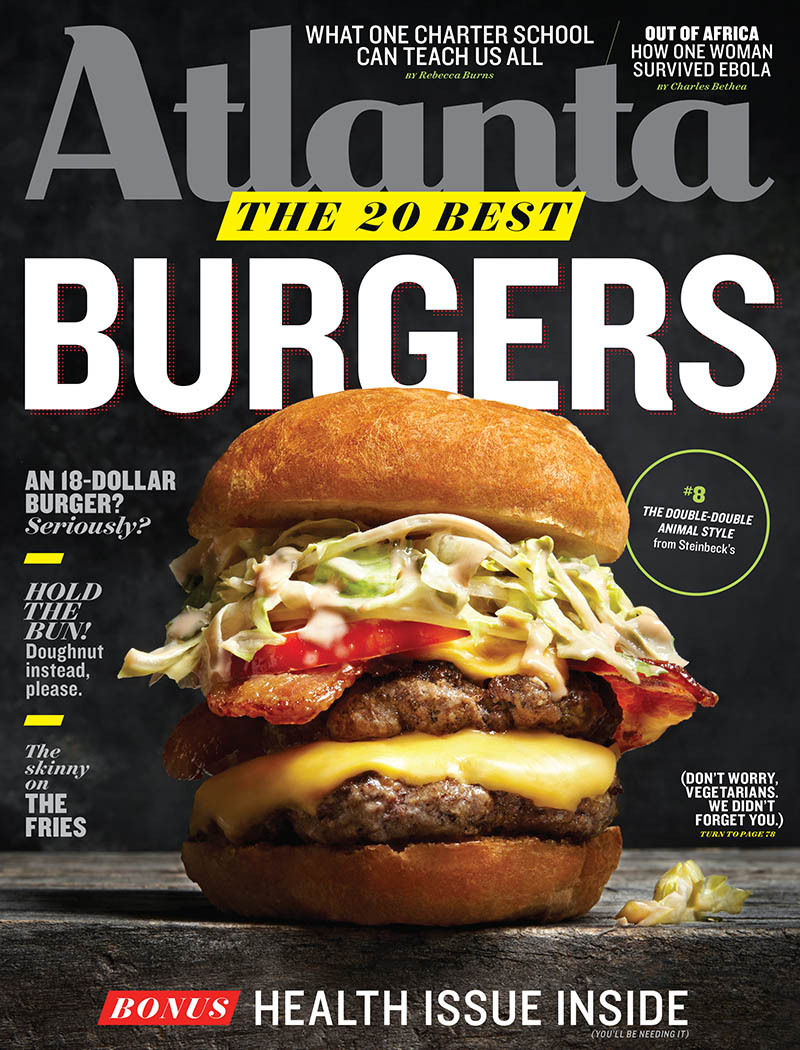 WHAT ONE CHARTER SCHOOL
CAN TEACH US ALL
BY Rebecca Burns
OUT OF AFRICA
HOW ONE WOMAN
SURVIVED EBOLA
BY Charles Bethea
Atlanta
THE 20 BEST
BURGERS
AN 18-DOLLAR
BURGER?
Seriously?
HOLD
THE
BUN!
Doughnut
instead,
please.
The
skinny
on
THE
FRIES
#8
THE DOUBLE-DOUBLE
ANIMAL STYLE
from Steinbeck's
(DON'T WORRY,
VEGETARIANS.
WE DIDN'T
FORGET YOU.)
TURN TO PAGE 78
BONUS HEALTH ISSUE INSIDE
(YOU'LL BE NEEDING IT)